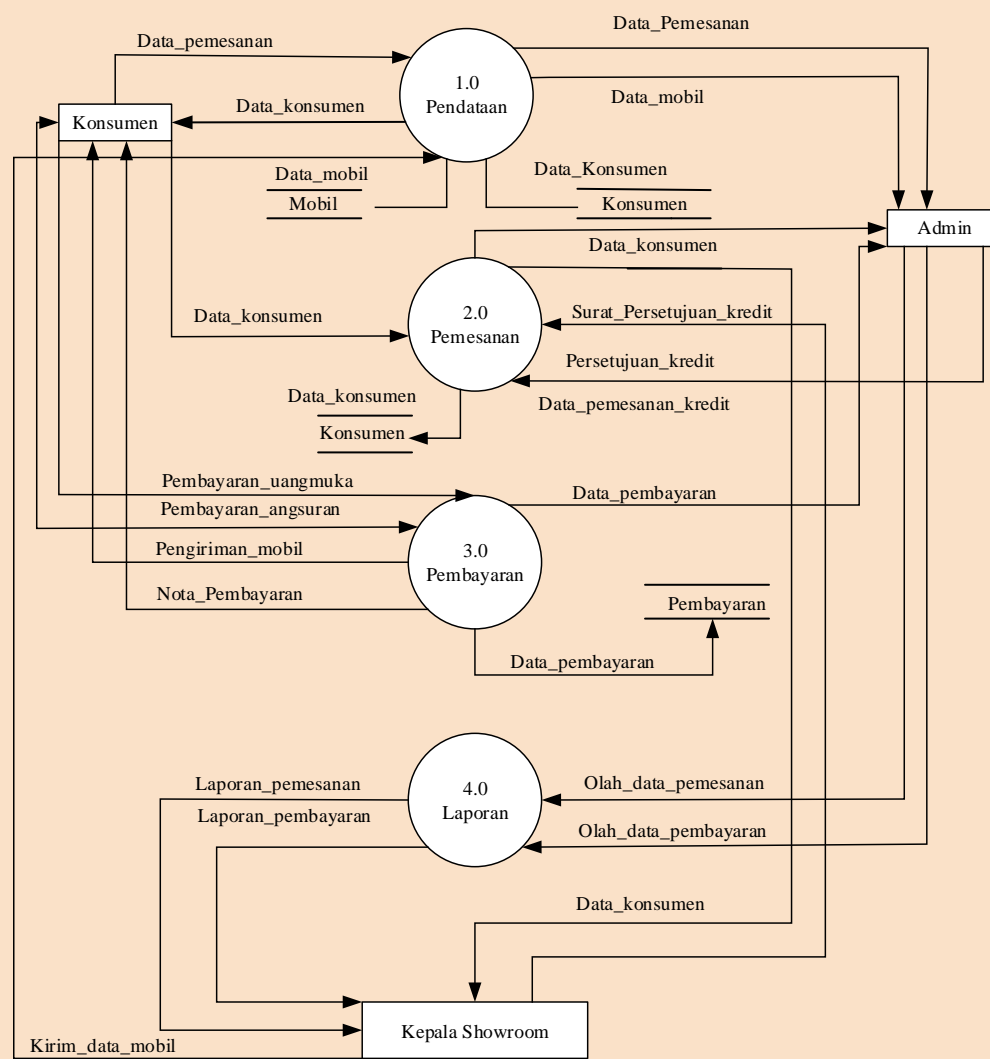 Data_Pemesanan
Data_pemesanan
1.0
Pendataan
Data_mobil
Data_konsumen
Konsumen
Data_mobil
Data_Konsumen
Mobil
Konsumen
Admin
Data_konsumen
2.0
Pemesanan
Data_konsumen
Surat_Persetujuan_kredit
Persetujuan_kredit
Data_konsumen
Data_pemesanan_kredit
Konsumen
Pembayaran_uangmuka
Data_pembayaran
Pembayaran_angsuran
3.0
Pembayaran
Pengiriman_mobil
Nota_Pembayaran
Pembayaran
Data_pembayaran
4.0
Laporan
Laporan_pemesanan
Olah_data_pemesanan
Laporan_pembayaran
Olah_data_pembayaran
Data_konsumen
Kepala Showroom
Kirim_data_mobil